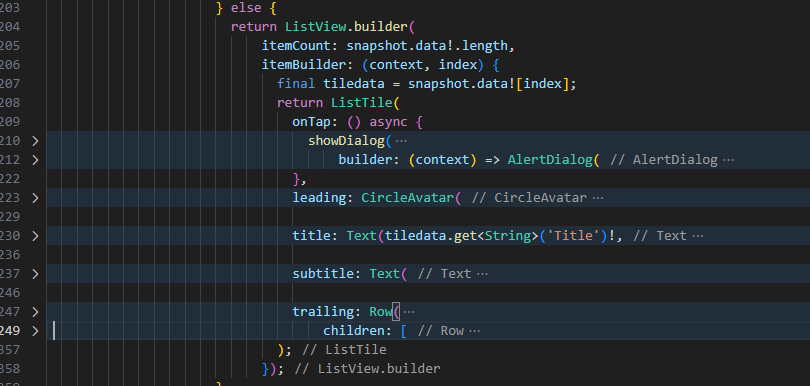 203 } else {
204 return ListView.builder(
205 itemCount: snapshot.data!.length,
206 itemBuilder: (context, index) {
207 final tiledata = snapshot.data![index];
208 return ListTile(
209 onTap: () async {
210 showDialog( ⋯
212 builder: (context) => AlertDialog( // AlertDialog ⋯
222 },
223 leading: CircleAvatar( // CircleAvatar ⋯
229
230 title: Text(tiledata.get<String>('Title')!, // Text ⋯
236
237 subtitle: Text( // Text ⋯
246
247 trailing: Row( ⋯
249 children: [ // Row ⋯
357 ); // ListTile
358 }); // ListView.builder